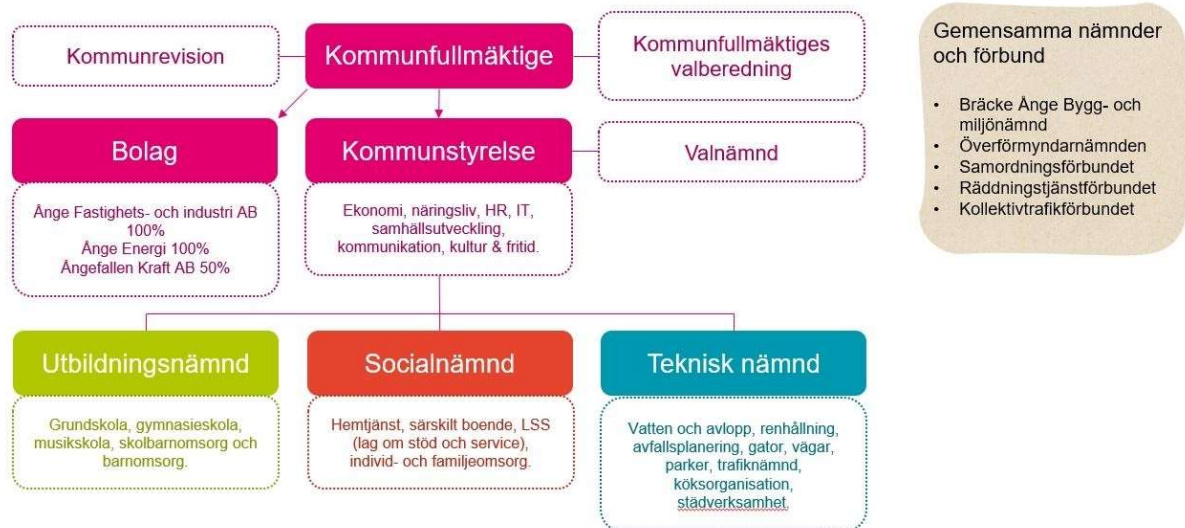 Kommunrevision
Kommunfullmäktige
Kommunfullmäktiges
valberedning
Bolag
Kommunstyrelse
Valnämnd
Ånge Fastighets- och industri AB
100%
Ånge Energi 100%
Ångefallen Kraft AB 50%
Ekonomi, näringsliv, HR, IT,
samhällsutveckling,
kommunikation, kultur & fritid.
Utbildningsnämnd
Socialnämnd
Teknisk nämnd
Grundskola, gymnasieskola,
musikskola, skolbarnomsorg och
barnomsorg.
Hemtjänst, särskilt boende, LSS
(lag om stöd och service),
individ- och familjeomsorg.
Vatten och avlopp, renhållning,
avfallsplanering, gator, vägar,
parker, trafiknämnd,
köksorganisation,
städverksamhet.
Gemensamma nämnder
och förbund
• Bräcke Ånge Bygg- och
miljönämnd
• Överförmyndarnämnden
• Samordningsförbundet
• Räddningstjänstförbundet
• Kollektivtrafikförbundet